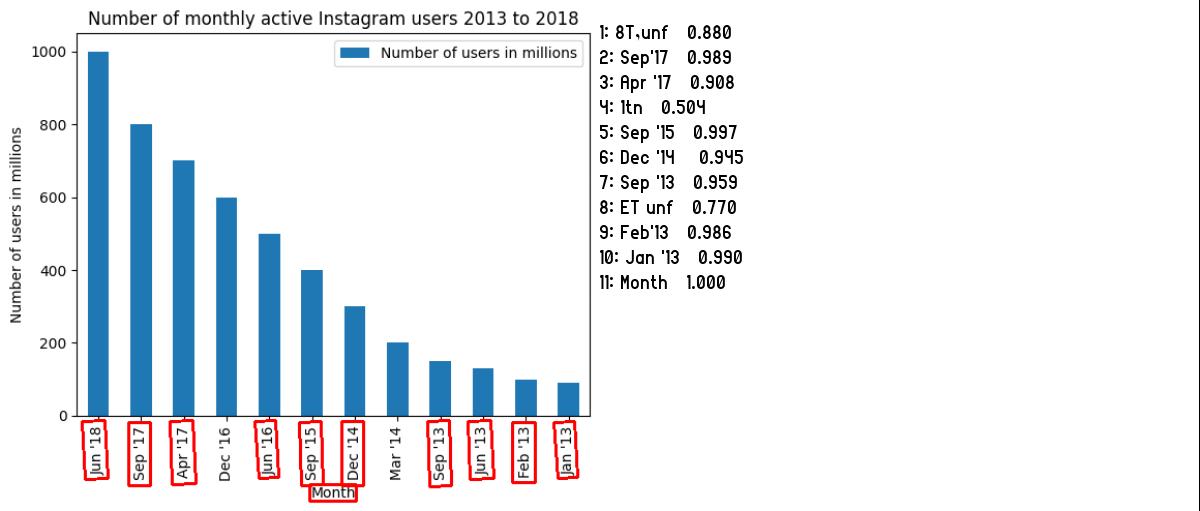 Number of monthly active Instagram users 2013 to 2018
Number of users in millions
Number of users in millions
1000
800
600
400
200
0
Jun '18
Sep '17
Apr '17
Dec '16
Jun '16
Sep '15
Dec '14
Mar '14
Sep '13
Jun '13
Feb '13
Jan '13
Month
1: 8T,unf 0.880
2: Sep'17 0.989
3: Apr '17 0.908
4: 1tn 0.504
5: Sep '15 0.997
6: Dec '14 0.945
7: Sep '13 0.959
8: ET unf 0.770
9: Feb'13 0.986
10: Jan '13 0.990
11: Month 1.000